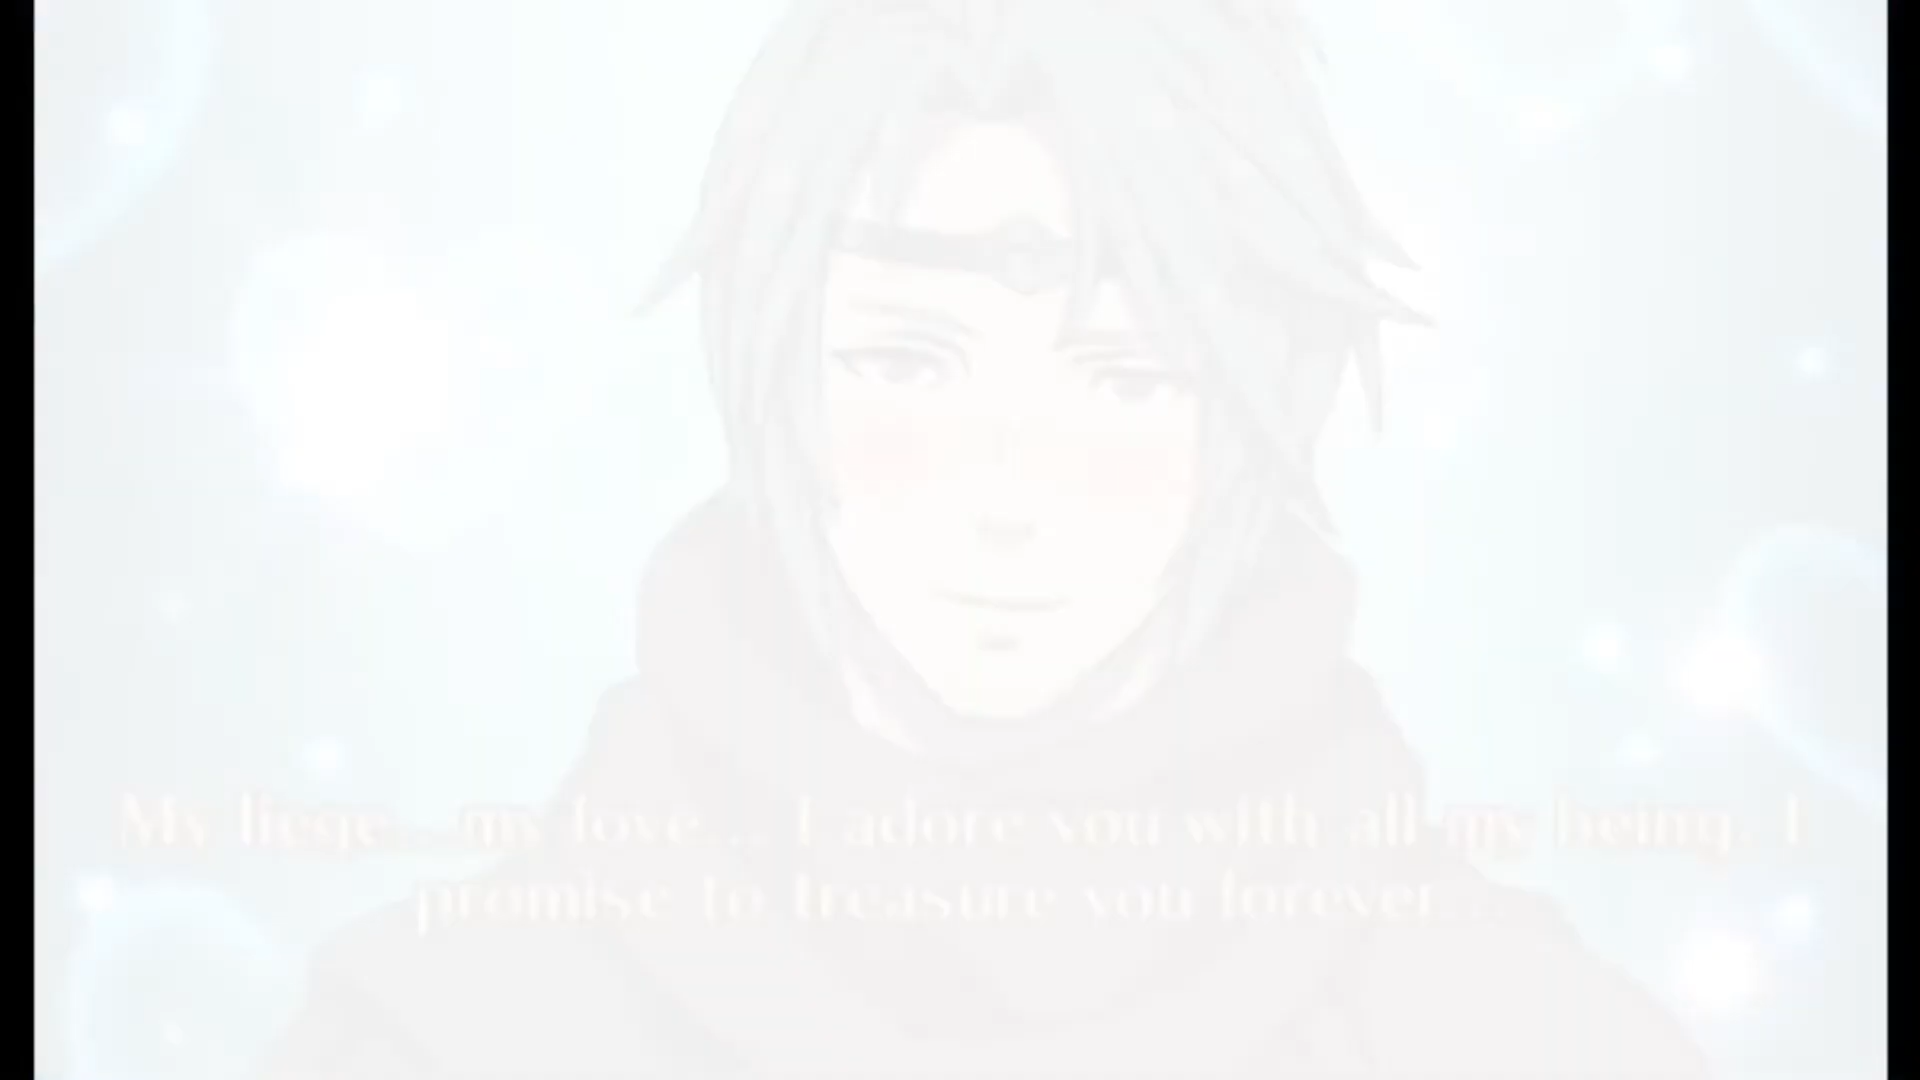 My liege... my love... I adore you with all my being. I
promise to treasure you forever...